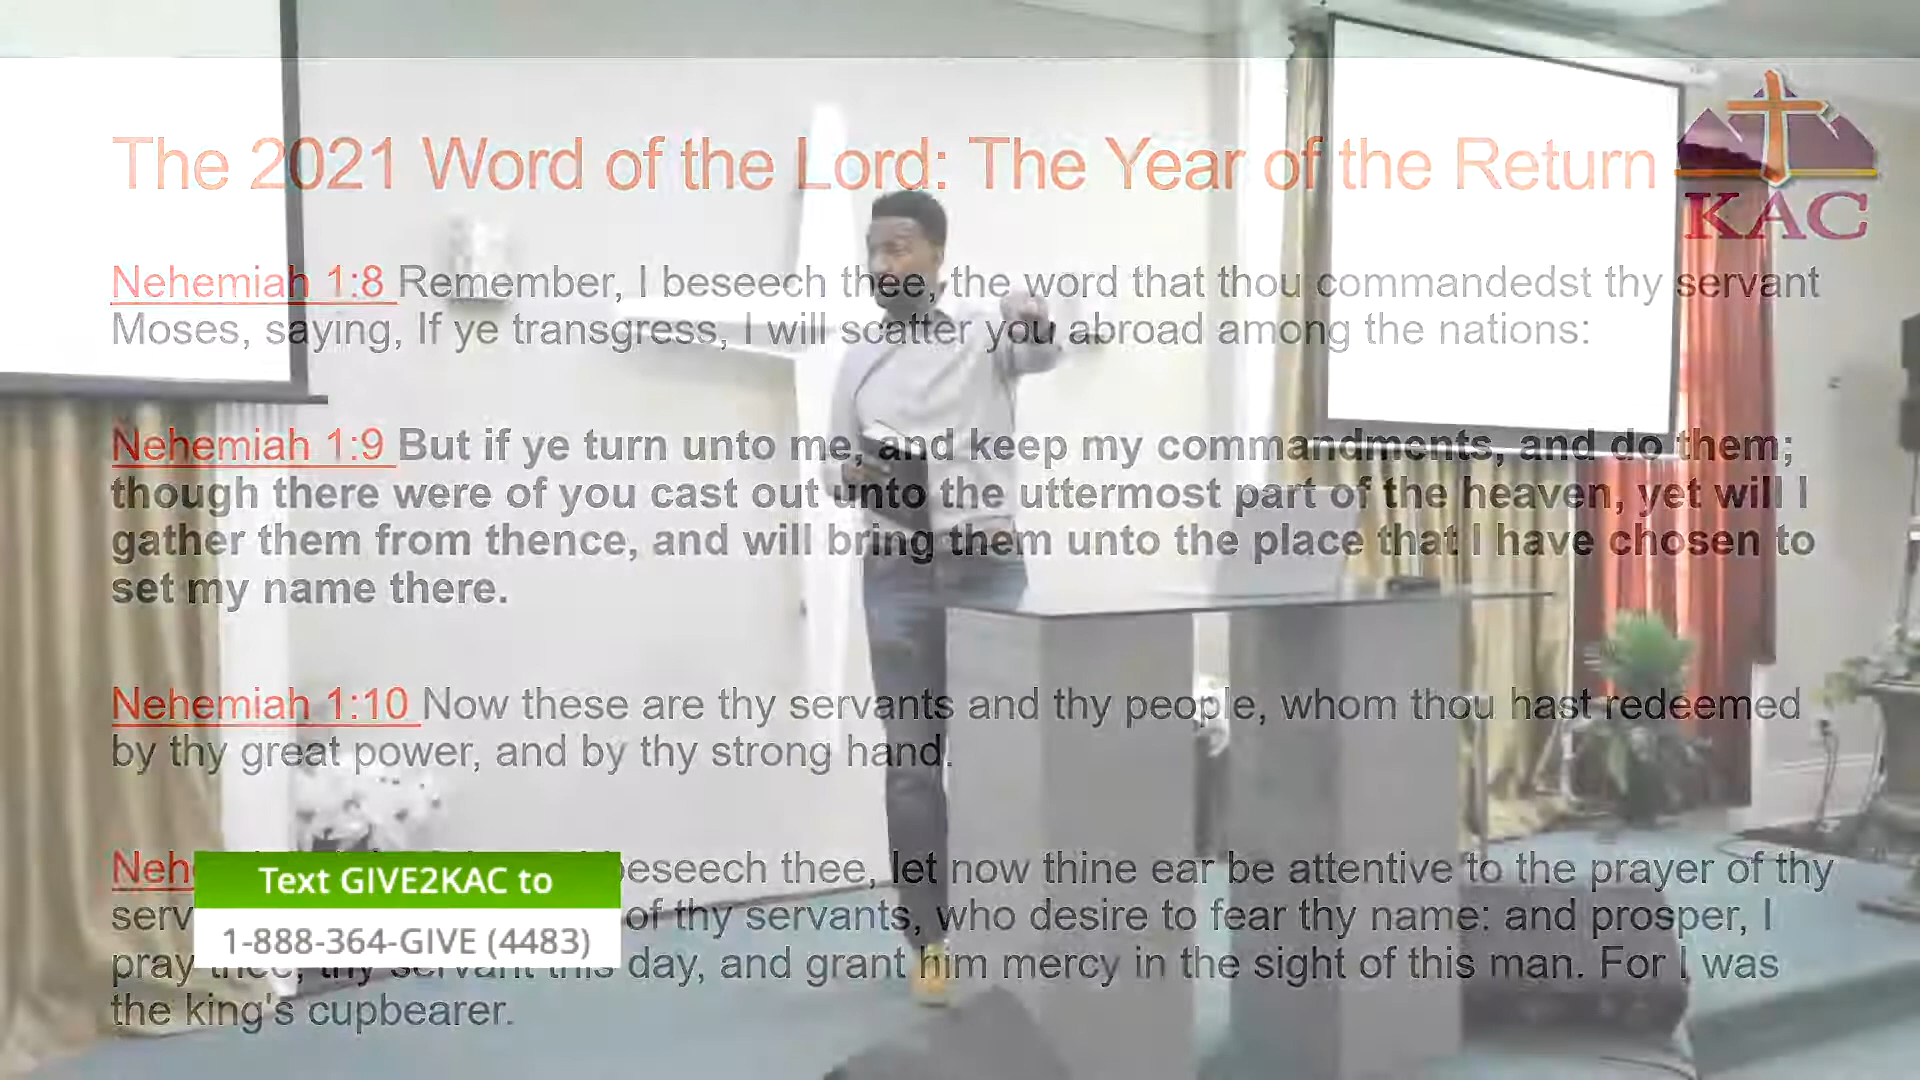 The 2021 Word of the Lord: The Year of the Return
KAC
Nehemiah 1:8 Remember, I beseech thee, the word that thou commandedst thy servant
Moses, saying, If ye transgress, I will scatter you abroad among the nations:
Nehemiah 1:9 But if ye turn unto me, and keep my commandments, and do them;
though there were of you cast out unto the uttermost part of the heaven, yet will I
gather them from thence, and will bring them unto the place that I have chosen to
set my name there.
Nehemiah 1:10 Now these are thy servants and thy people, whom thou hast redeemed
by thy great power, and by thy strong hand.
beseech thee, let now thine ear be attentive to the prayer of thy
of thy servants, who desire to fear thy name: and prosper, I
pray thee, thy servant this day, and grant him mercy in the sight of this man. For I was
the king's cupbearer.
Text GIVE2KAC to
1-888-364-GIVE (4483)